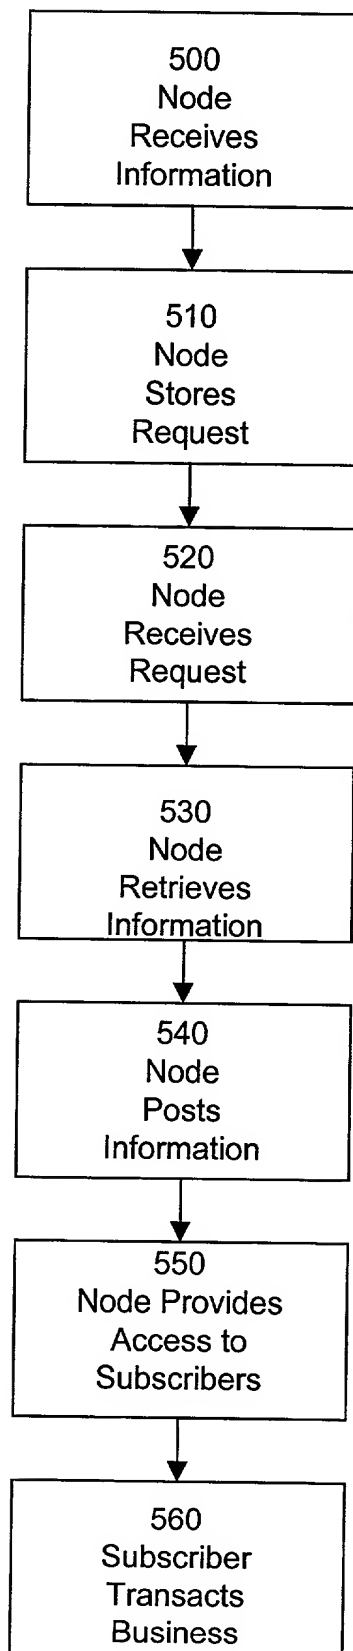 500
Node
Receives
Information
510
Node
Stores
Request
520
Node
Receives
Request
530
Node
Retrieves
Information
540
Node
Posts
Information
550
Node Provides
Access to
Subscribers
560
Subscriber
Transacts
Business